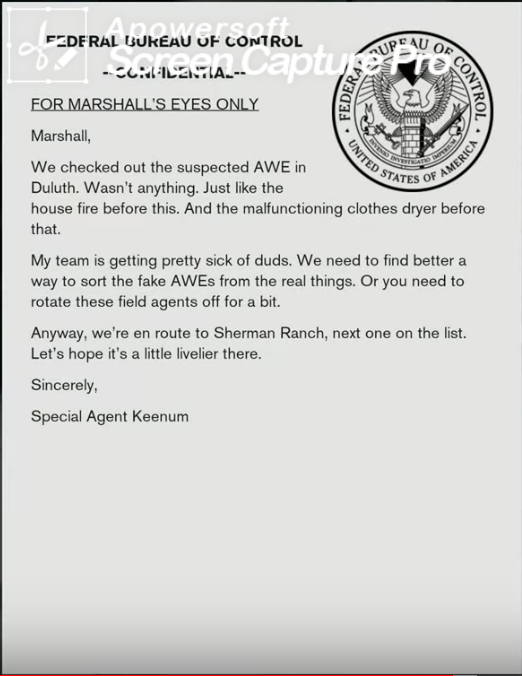 Apowersoft
Screen Capture Pro
FEDERAL BUREAU OF CONTROL
--CONFIDENTIAL--
FEDERAL BUREAU OF CONTROL
INVENIO INVESTIGATIO IMPERIUM
UNITED STATES OF AMERICA
FOR MARSHALL'S EYES ONLY
Marshall,
We checked out the suspected AWE in
Duluth. Wasn't anything. Just like the
house fire before this. And the malfunctioning clothes dryer before
that.
My team is getting pretty sick of duds. We need to find better a
way to sort the fake AWEs from the real things. Or you need to
rotate these field agents off for a bit.
Anyway, we're en route to Sherman Ranch, next one on the list.
Let's hope it's a little livelier there.
Sincerely,
Special Agent Keenum